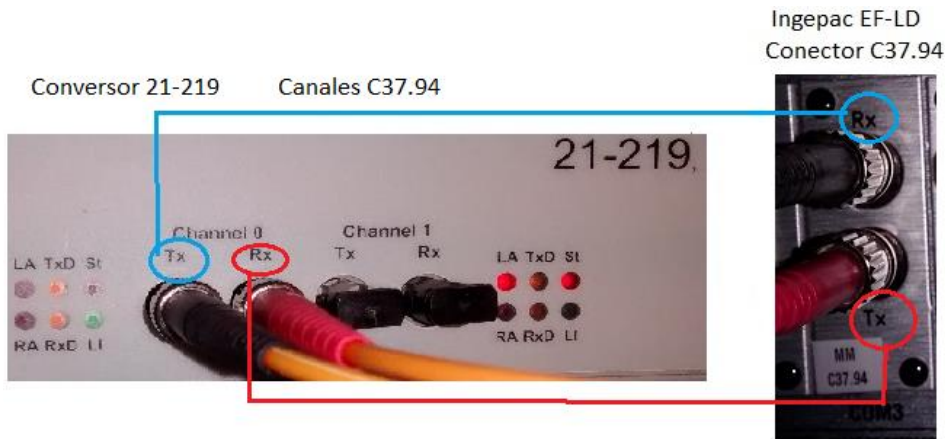 Ingepac EF-LD
Conector C37.94
Conversor 21-219 Canales C37.94
21-219
Channel 0 Channel 1
Tx Rx Tx Rx
LA TxD St
RA RxD LI
LA TxD St
RA RxD LI
Rx
Tx
MM
C37.94
COM3